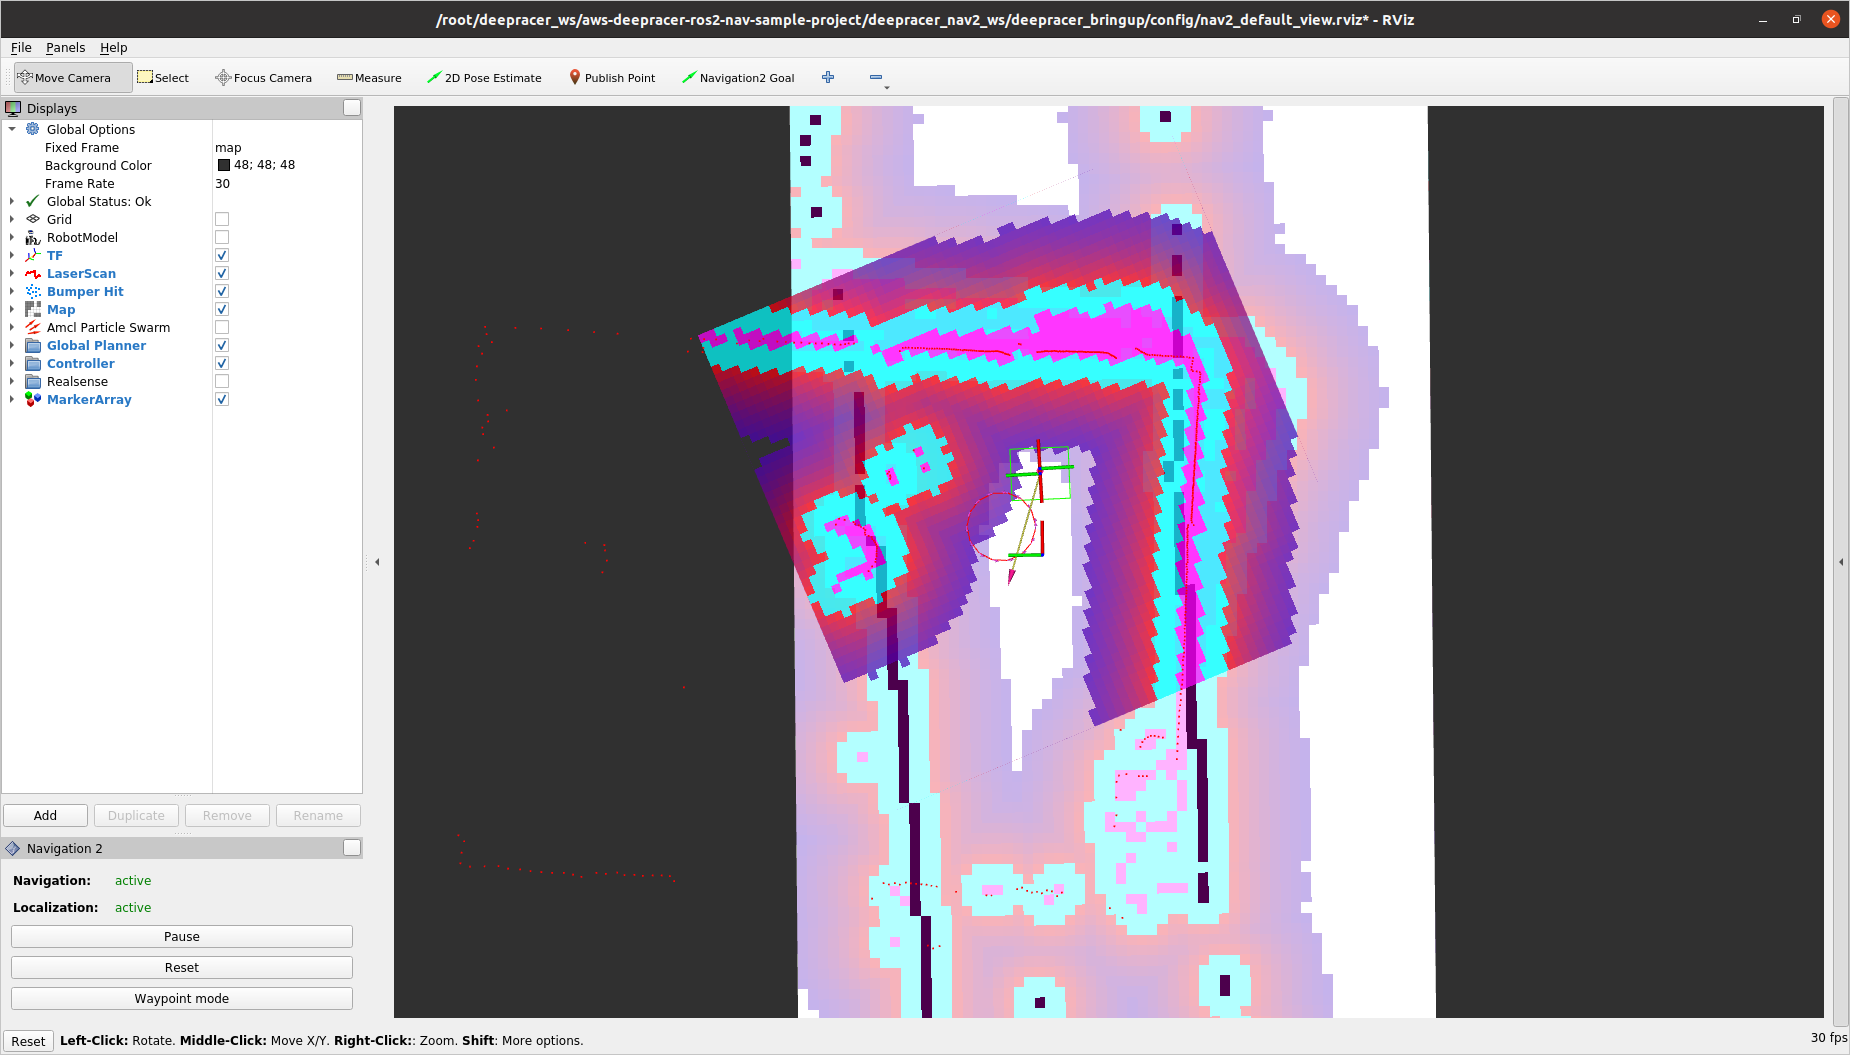 /root/deepracer_ws/aws-deepracer-ros2-nav-sample-project/deepracer_nav2_ws/deepracer_bringup/config/nav2_default_view.rviz* - RViz
File Panels Help
Move Camera Select Focus Camera Measure 2D Pose Estimate Publish Point Navigation2 Goal
Displays
Global Options
Fixed Frame map
Background Color 48; 48; 48
Frame Rate 30
Global Status: Ok
Grid
RobotModel
TF
LaserScan
Bumper Hit
Map
Amcl Particle Swarm
Global Planner
Controller
Realsense
MarkerArray
Add Duplicate Remove Rename
Navigation 2
Navigation: active
Localization: active
Pause
Reset
Waypoint mode
Reset Left-Click: Rotate. Middle-Click: Move X/Y. Right-Click:: Zoom. Shift: More options. 30 fps